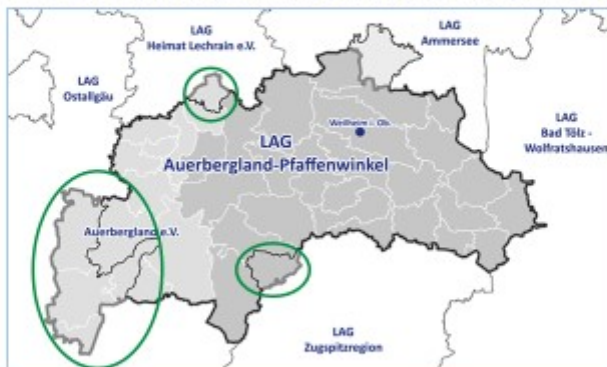 LAG
Heimat Lechrain e.V.
LAG
Ammersee
LAG
Ostallgäu
LAG
Bad Tölz -
Wolfratshausen
Weilheim i. Ob.
LAG
Auerbergland-Pfaffenwinkel
Auerbergland e.V.
LAG
Zugspitzregion